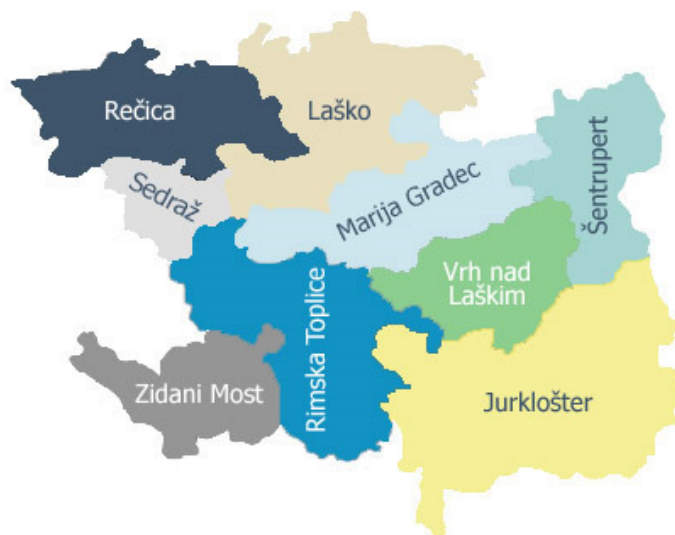 Rečica
Laško
Sedraž
Marija Gradec
Šentrupert
Vrh nad
Laškim
Rimska Toplice
Zidani Most
Jurklošter